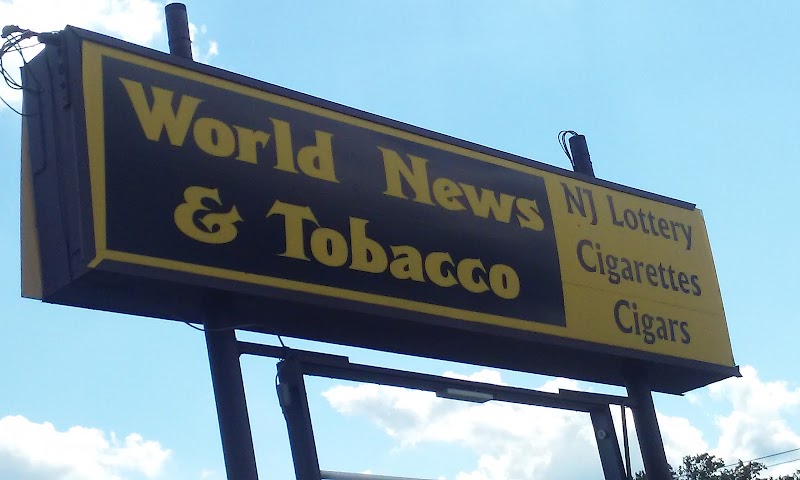 World News
& Tobacco
NJ Lottery
Cigarettes
Cigars